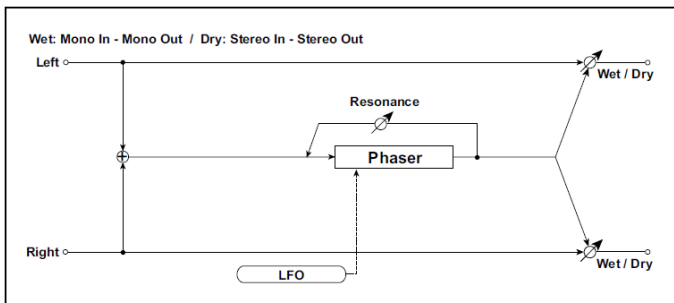 Wet: Mono In - Mono Out / Dry: Stereo In - Stereo Out
Left
Wet / Dry
Resonance
Phaser
Right
Wet / Dry
LFO